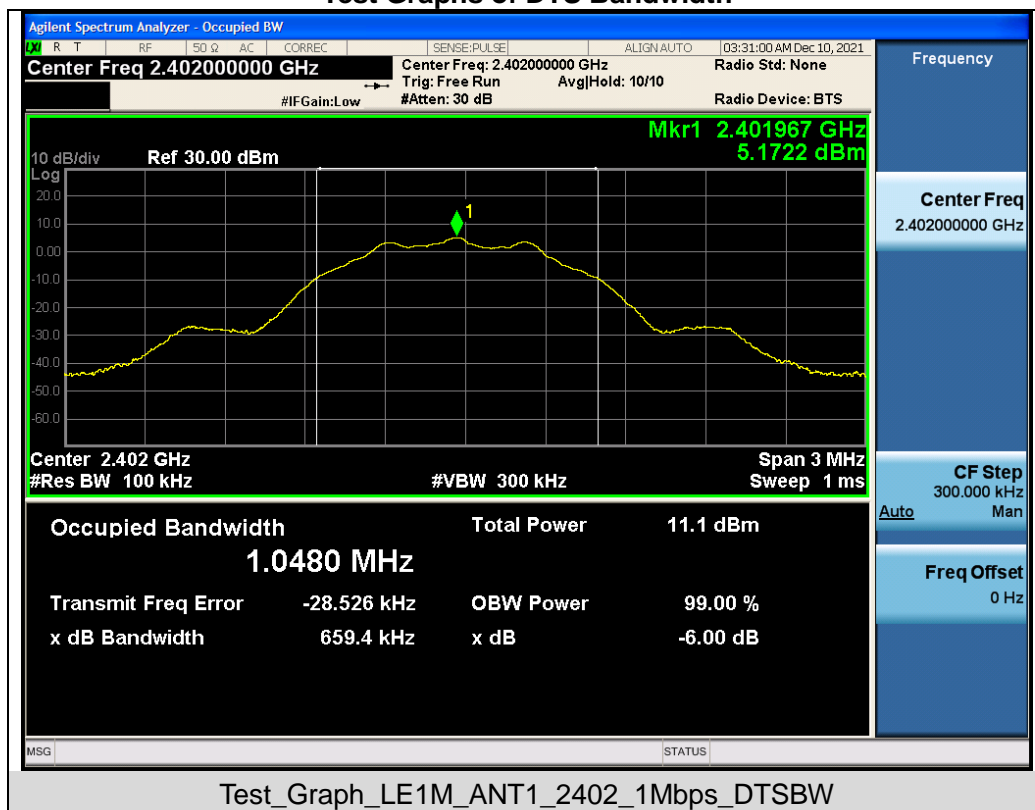 Test Graphs of DTS Bandwidth
Agilent Spectrum Analyzer - Occupied BW
LXI R T RF 50 Ω AC CORREC SENSE:PULSE ALIGN AUTO 03:31:00 AM Dec 10, 2021
Center Freq 2.402000000 GHz
Center Freq: 2.402000000 GHz
Radio Std: None
Trig: Free Run Avg|Hold: 10/10
#IFGain:Low
#Atten: 30 dB
Radio Device: BTS
Mkr1 2.401967 GHz
5.1722 dBm
10 dB/div Ref 30.00 dBm
Log
20.0
10.0
0.00
-10.0
-20.0
-30.0
-40.0
-50.0
-60.0
1
Center 2.402 GHz
Span 3 MHz
#Res BW 100 kHz
#VBW 300 kHz
Sweep 1 ms
Occupied Bandwidth
1.0480 MHz
Total Power 11.1 dBm
Transmit Freq Error -28.526 kHz
OBW Power 99.00 %
x dB Bandwidth 659.4 kHz
x dB -6.00 dB
Frequency
Center Freq
2.402000000 GHz
CF Step
300.000 kHz
Auto Man
Freq Offset
0 Hz
MSG
STATUS
Test_Graph_LE1M_ANT1_2402_1Mbps_DTSBW